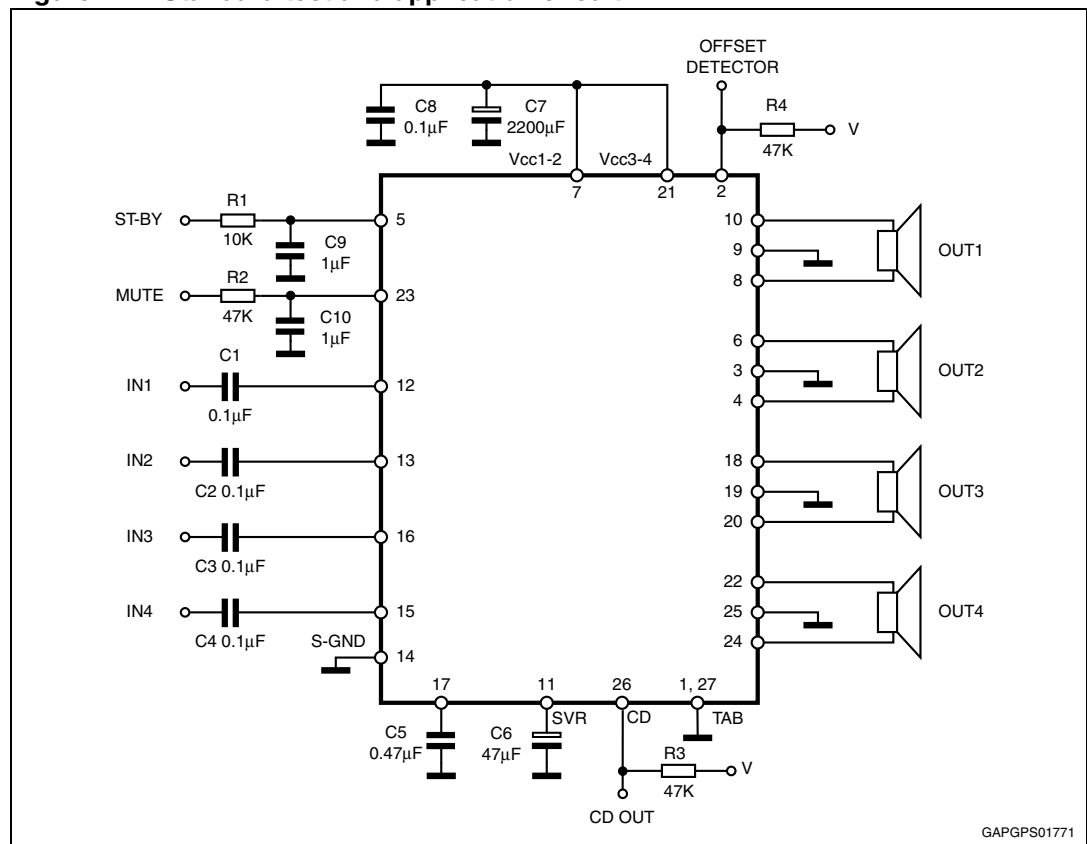 OFFSET
DETECTOR
C8
0.1µF
C7
2200µF
R4
47K
V
Vcc1-2
Vcc3-4
7
21
2
ST-BY
R1
10K
5
C9
1µF
MUTE
R2
47K
23
C10
1µF
IN1
C1
0.1µF
12
IN2
C2 0.1µF
13
IN3
C3 0.1µF
16
IN4
C4 0.1µF
15
S-GND
14
10
9
8
OUT1
6
3
4
OUT2
18
19
20
OUT3
22
25
24
OUT4
17
11
26
1, 27
SVR
CD
TAB
C5
0.47µF
C6
47µF
R3
47K
V
CD OUT
GAPGPS01771